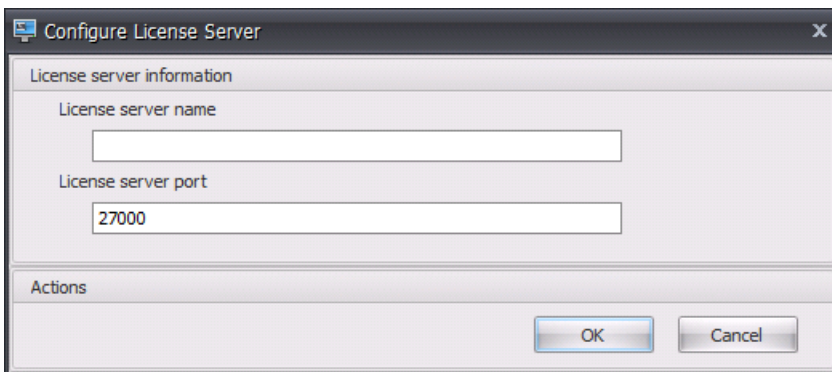 Configure License Server
License server information
License server name
License server port
27000
Actions
OK Cancel